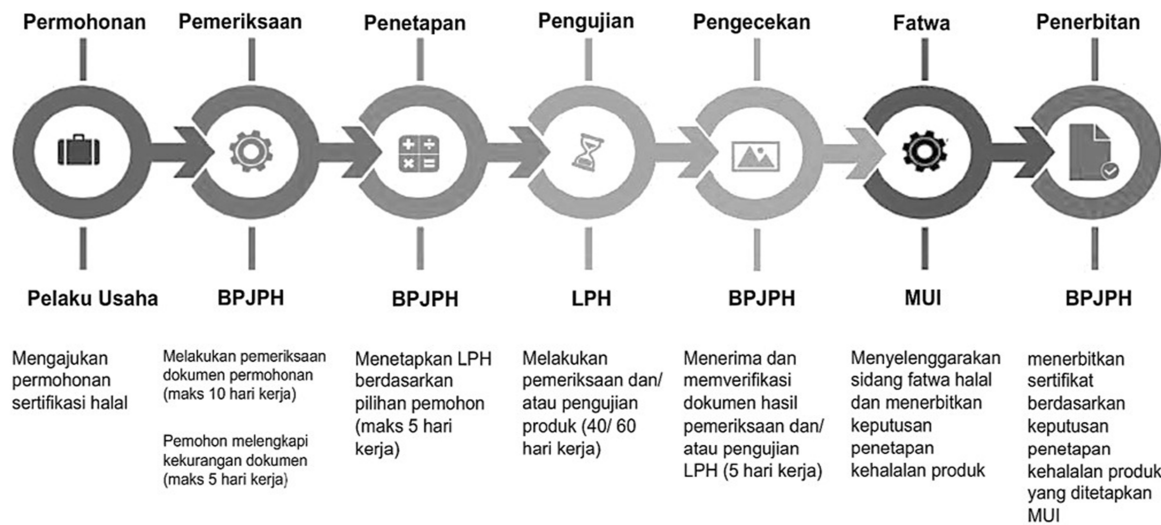 Permohonan
Pemeriksaan
Penetapan
Pengujian
Pengecekan
Fatwa
Penerbitan
Pelaku Usaha
BPJPH
BPJPH
LPH
BPJPH
MUI
BPJPH
Mengajukan
permohonan
sertifikasi halal
Melakukan pemeriksaan
dokumen permohonan
(maks 10 hari kerja)
Pemohon melengkapi
kekurangan dokumen
(maks 5 hari kerja)
Menetapkan LPH
berdasarkan
pilihan pemohon
(maks 5 hari
kerja)
Melakukan
pemeriksaan dan/
atau pengujian
produk (40/ 60
hari kerja)
Menerima dan
memverifikasi
dokumen hasil
pemeriksaan dan/
atau pengujian
LPH (5 hari kerja)
Menyelenggarakan
sidang fatwa halal
dan menerbitkan
keputusan
penetapan
kehalalan produk
menerbitkan
sertifikat
berdasarkan
keputusan
penetapan
kehalalan produk
yang ditetapkan
MUI